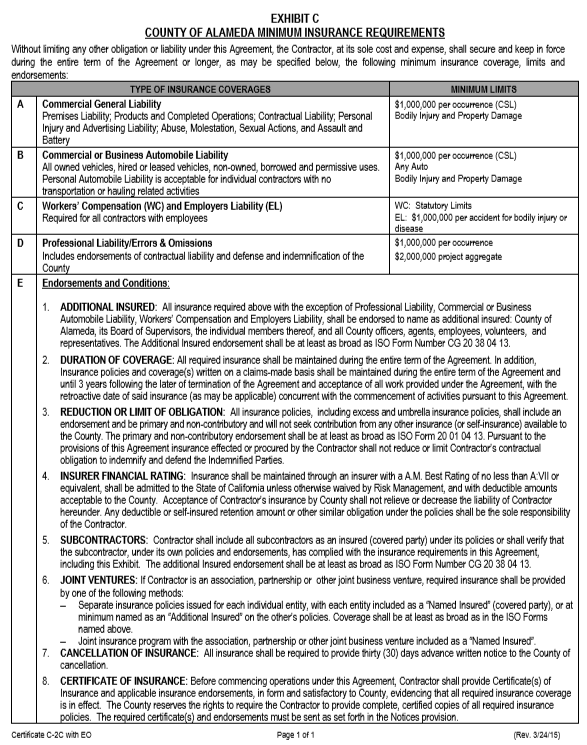 EXHIBIT C
COUNTY OF ALAMEDA MINIMUM INSURANCE REQUIREMENTS
Without limiting any other obligation or liability under this Agreement, the Contractor, at its sole cost and expense, shall secure and keep in force
during the entire term of the Agreement or longer, as may be specified below, the following minimum insurance coverage, limits and
endorsements:
TYPE OF INSURANCE COVERAGES MINIMUM LIMITS
A Commercial General Liability
Premises Liability; Products and Completed Operations; Contractual Liability; Personal
Injury and Advertising Liability; Abuse, Molestation, Sexual Actions, and Assault and
Battery
$1,000,000 per occurrence (CSL)
Bodily Injury and Property Damage
B Commercial or Business Automobile Liability
All owned vehicles, hired or leased vehicles, non-owned, borrowed and permissive uses.
Personal Automobile Liability is acceptable for individual contractors with no
transportation or hauling related activities
$1,000,000 per occurrence (CSL)
Any Auto
Bodily Injury and Property Damage
C Workers' Compensation (WC) and Employers Liability (EL)
Required for all contractors with employees
WC: Statutory Limits
EL: $1,000,000 per accident for bodily injury or
disease
D Professional Liability/Errors & Omissions
Includes endorsements of contractual liability and defense and indemnification of the
County
$1,000,000 per occurrence
$2,000,000 project aggregate
E Endorsements and Conditions:
1. ADDITIONAL INSURED: All insurance required above with the exception of Professional Liability, Commercial or Business
Automobile Liability, Workers' Compensation and Employers Liability, shall be endorsed to name as additional insured: County of
Alameda, its Board of Supervisors, the individual members thereof, and all County officers, agents, employees, volunteers, and
representatives. The Additional Insured endorsement shall be at least as broad as ISO Form Number CG 20 38 04 13.
2. DURATION OF COVERAGE: All required insurance shall be maintained during the entire term of the Agreement. In addition,
Insurance policies and coverage(s) written on a claims-made basis shall be maintained during the entire term of the Agreement and
until 3 years following the later of termination of the Agreement and acceptance of all work provided under the Agreement, with the
retroactive date of said insurance (as may be applicable) concurrent with the commencement of activities pursuant to this Agreement.
3. REDUCTION OR LIMIT OF OBLIGATION: All insurance policies, including excess and umbrella insurance policies, shall include an
endorsement and be primary and non-contributory and will not seek contribution from any other insurance (or self-insurance) available to
the County. The primary and non-contributory endorsement shall be at least as broad as ISO Form 20 01 04 13. Pursuant to the
provisions of this Agreement insurance effected or procured by the Contractor shall not reduce or limit Contractor's contractual
obligation to indemnify and defend the Indemnified Parties.
4. INSURER FINANCIAL RATING: Insurance shall be maintained through an insurer with a A.M. Best Rating of no less than A:VII or
equivalent, shall be admitted to the State of California unless otherwise waived by Risk Management, and with deductible amounts
acceptable to the County. Acceptance of Contractor's insurance by County shall not relieve or decrease the liability of Contractor
hereunder. Any deductible or self-insured retention amount or other similar obligation under the policies shall be the sole responsibility
of the Contractor.
5. SUBCONTRACTORS: Contractor shall include all subcontractors as an insured (covered party) under its policies or shall verify that
the subcontractor, under its own policies and endorsements, has complied with the insurance requirements in this Agreement,
including this Exhibit. The additional Insured endorsement shall be at least as broad as ISO Form Number CG 20 38 04 13.
6. JOINT VENTURES: If Contractor is an association, partnership or other joint business venture, required insurance shall be provided
by one of the following methods:
– Separate insurance policies issued for each individual entity, with each entity included as a "Named Insured" (covered party), or at
minimum named as an "Additional Insured" on the other's policies. Coverage shall be at least as broad as in the ISO Forms
named above.
– Joint insurance program with the association, partnership or other joint business venture included as a "Named Insured".
7. CANCELLATION OF INSURANCE: All insurance shall be required to provide thirty (30) days advance written notice to the County of
cancellation.
8. CERTIFICATE OF INSURANCE: Before commencing operations under this Agreement, Contractor shall provide Certificate(s) of
Insurance and applicable insurance endorsements, in form and satisfactory to County, evidencing that all required insurance coverage
is in effect. The County reserves the rights to require the Contractor to provide complete, certified copies of all required insurance
policies. The required certificate(s) and endorsements must be sent as set forth in the Notices provision.
Certificate C-2C with EO Page 1 of 1 (Rev. 3/24/15)